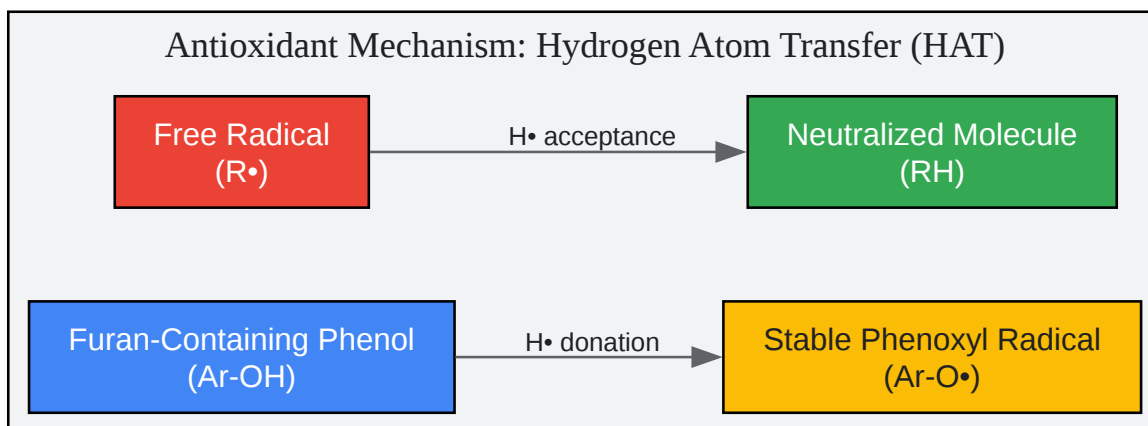 Antioxidant Mechanism: Hydrogen Atom Transfer (HAT)
Free Radical
(R•)
H• acceptance
Neutralized Molecule
(RH)
Furan-Containing Phenol
(Ar-OH)
H• donation
Stable Phenoxyl Radical
(Ar-O•)